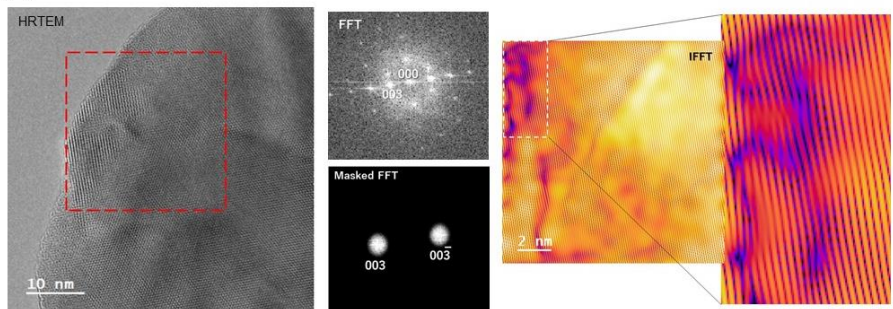 HRTEM
10 nm
FFT
000
003
Masked FFT
003
003̅
IFFT
2 nm